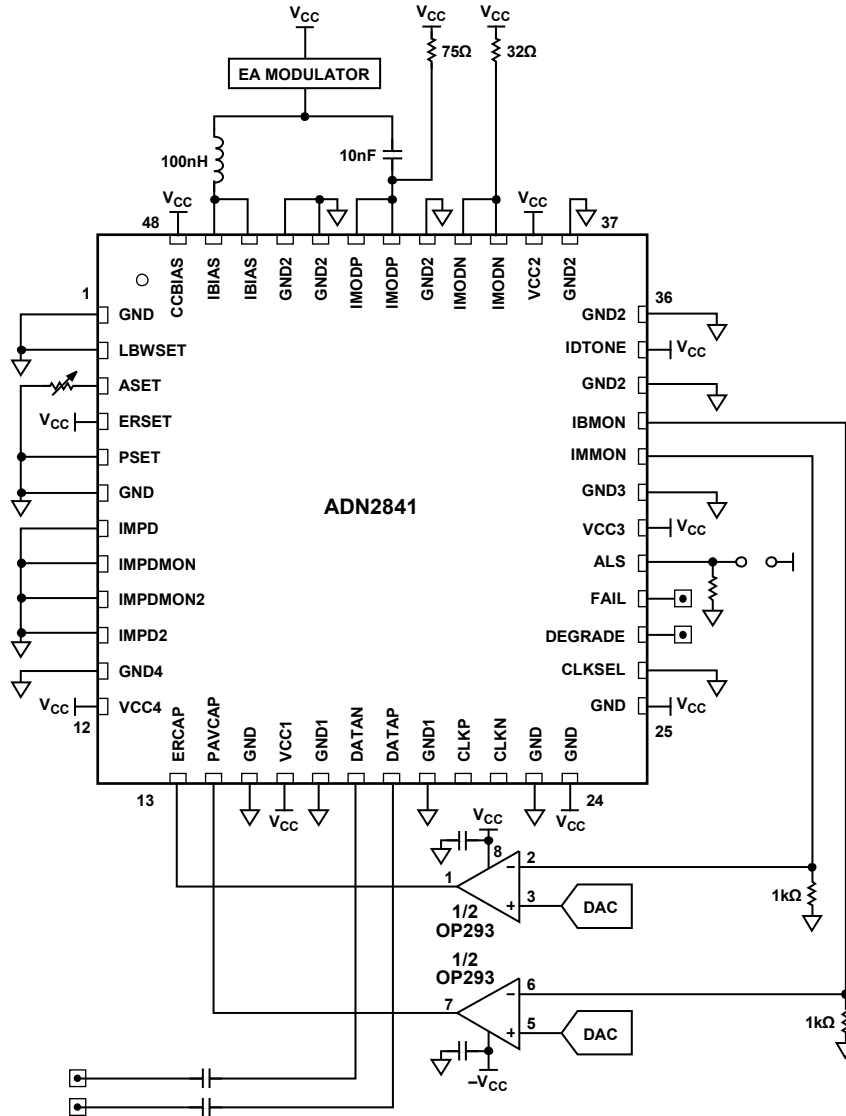 VCC
VCC
VCC
75Ω
32Ω
EA MODULATOR
100nH
10nF
VCC
VCC
48
37
CCBIAS
IBIAS
IBIAS
GND2
GND2
IMODP
IMODP
GND2
IMODN
IMODN
VCC2
GND2
1
GND
LBWSET
ASET
VCC
ERSET
PSET
GND
IMPD
IMPDMON
IMPDMON2
IMPD2
GND4
VCC
VCC4
12
ADN2841
36
GND2
IDTONE
VCC
GND2
IBMON
IMMON
GND3
VCC3
VCC
ALS
FAIL
DEGRADE
CLKSEL
GND
VCC
25
ERCAP
PAVCAP
GND
VCC1
GND1
DATAN
DATAP
GND1
CLKP
CLKN
GND
GND
13
24
VCC
VCC
VCC
8
1
2
–
3
+
DAC
1kΩ
1/2
OP293
1/2
OP293
7
6
–
5
+
DAC
1kΩ
–VCC